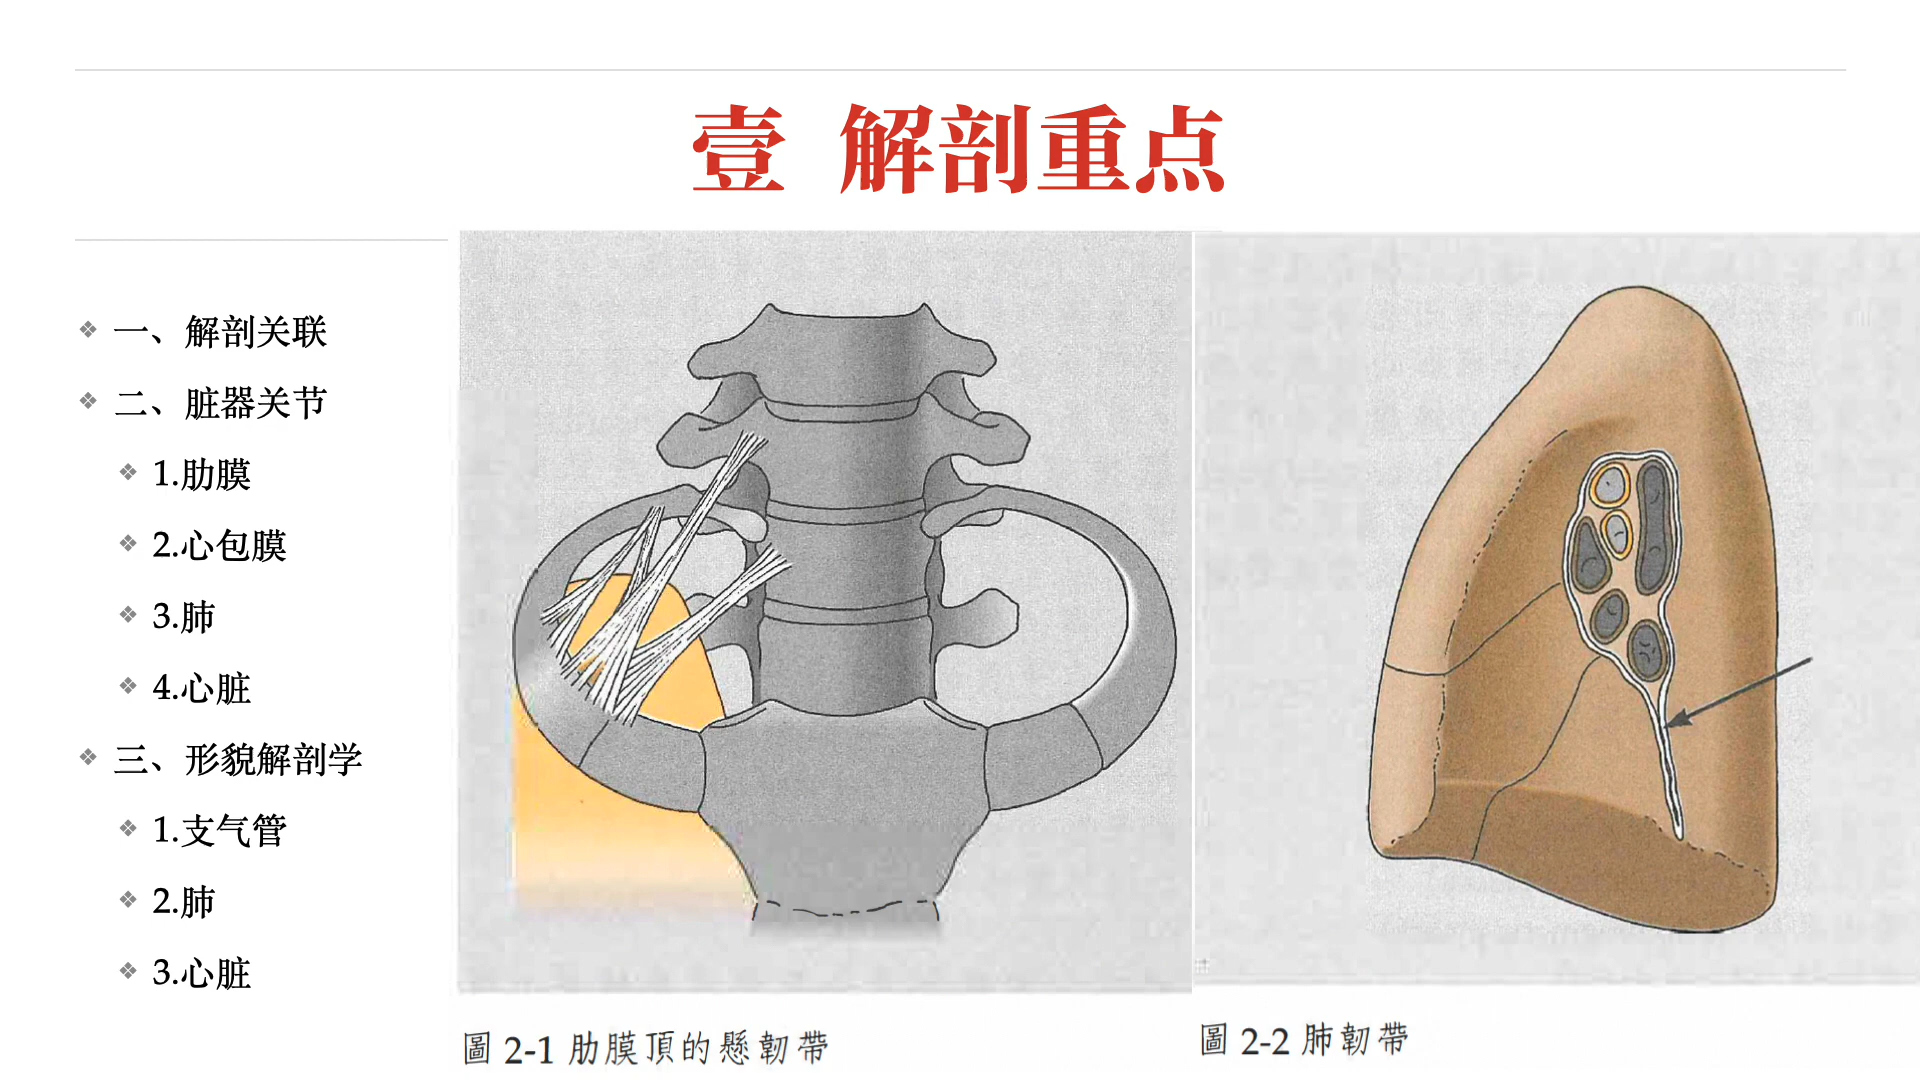 壹 解剖重点
一、解剖关联
二、脏器关节
1.肋膜
2.心包膜
3.肺
4.心脏
三、形貌解剖学
1.支气管
2.肺
3.心脏
圖 2-1 肋膜頂的懸韌帶
圖 2-2 肺韌帶